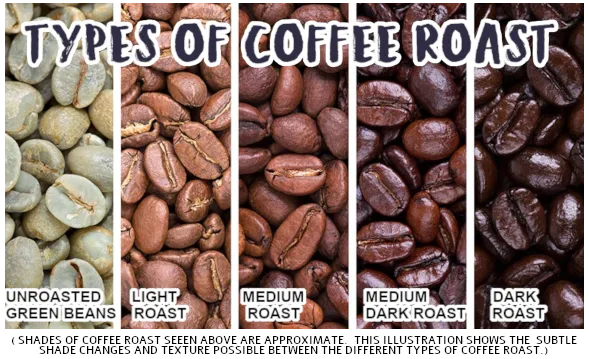 TYPES OF COFFEE ROAST
UNROASTED
GREEN BEANS
LIGHT
ROAST
MEDIUM
ROAST
MEDIUM
DARK ROAST
DARK
ROAST
( SHADES OF COFFEE ROAST SEEEN ABOVE ARE APPROXIMATE. THIS ILLUSTRATION SHOWS THE SUBTLE
SHADE CHANGES AND TEXTURE POSSIBLE BETWEEN THE DIFFERENT TYPES OF COFFEE ROAST.)